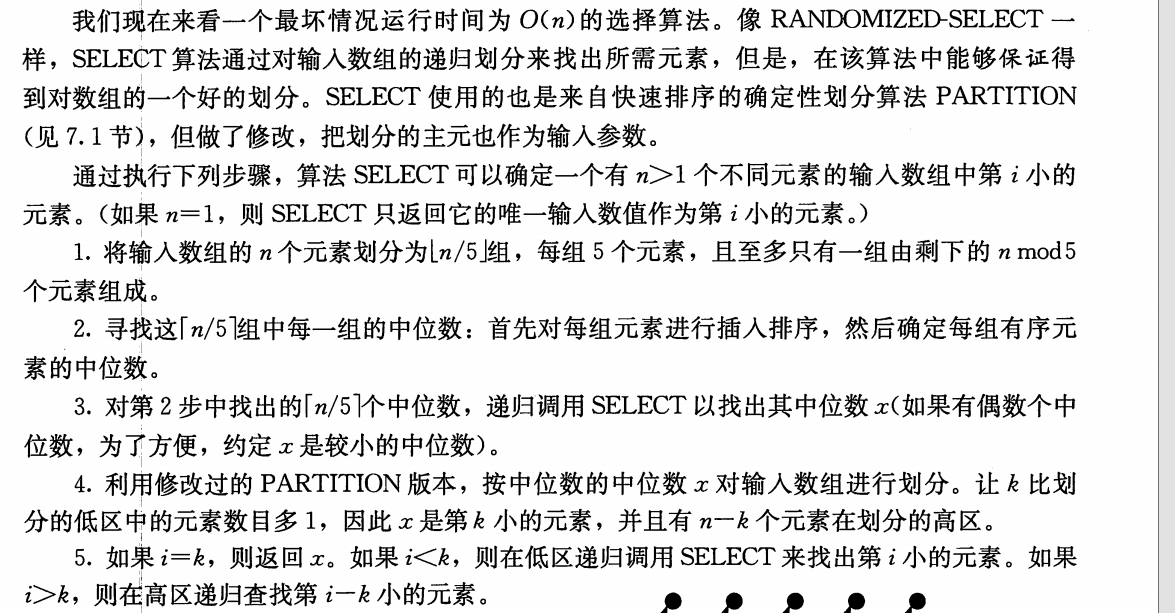 我们现在来看一个最坏情况运行时间为 O(n)的选择算法。像 RANDOMIZED-SELECT 一
样，SELECT 算法通过对输入数组的递归划分来找出所需元素，但是，在该算法中能够保证得
到对数组的一个好的划分。SELECT 使用的也是来自快速排序的确定性划分算法 PARTITION
（见 7.1 节），但做了修改，把划分的主元也作为输入参数。
通过执行下列步骤，算法 SELECT 可以确定一个有 n>1 个不同元素的输入数组中第 i 小的
元素。（如果 n=1，则 SELECT 只返回它的唯一输入数值作为第 i 小的元素。）
1. 将输入数组的 n 个元素划分为⌊n/5⌋组，每组 5 个元素，且至多只有一组由剩下的 n mod5
个元素组成。
2. 寻找这⌈n/5⌉组中每一组的中位数：首先对每组元素进行插入排序，然后确定每组有序元
素的中位数。
3. 对第 2 步中找出的⌈n/5⌉个中位数，递归调用 SELECT 以找出其中位数 x(如果有偶数个中
位数，为了方便，约定 x 是较小的中位数)。
4. 利用修改过的 PARTITION 版本，按中位数的中位数 x 对输入数组进行划分。让 k 比划
分的低区中的元素数目多 1，因此 x 是第 k 小的元素，并且有 n−k 个元素在划分的高区。
5. 如果 i=k，则返回 x。如果 i<k，则在低区递归调用 SELECT 来找出第 i 小的元素。如果
i>k，则在高区递归查找第 i−k 小的元素。